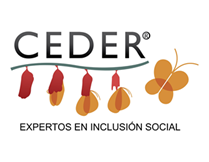 CEDER®
EXPERTOS EN INCLUSIÓN SOCIAL